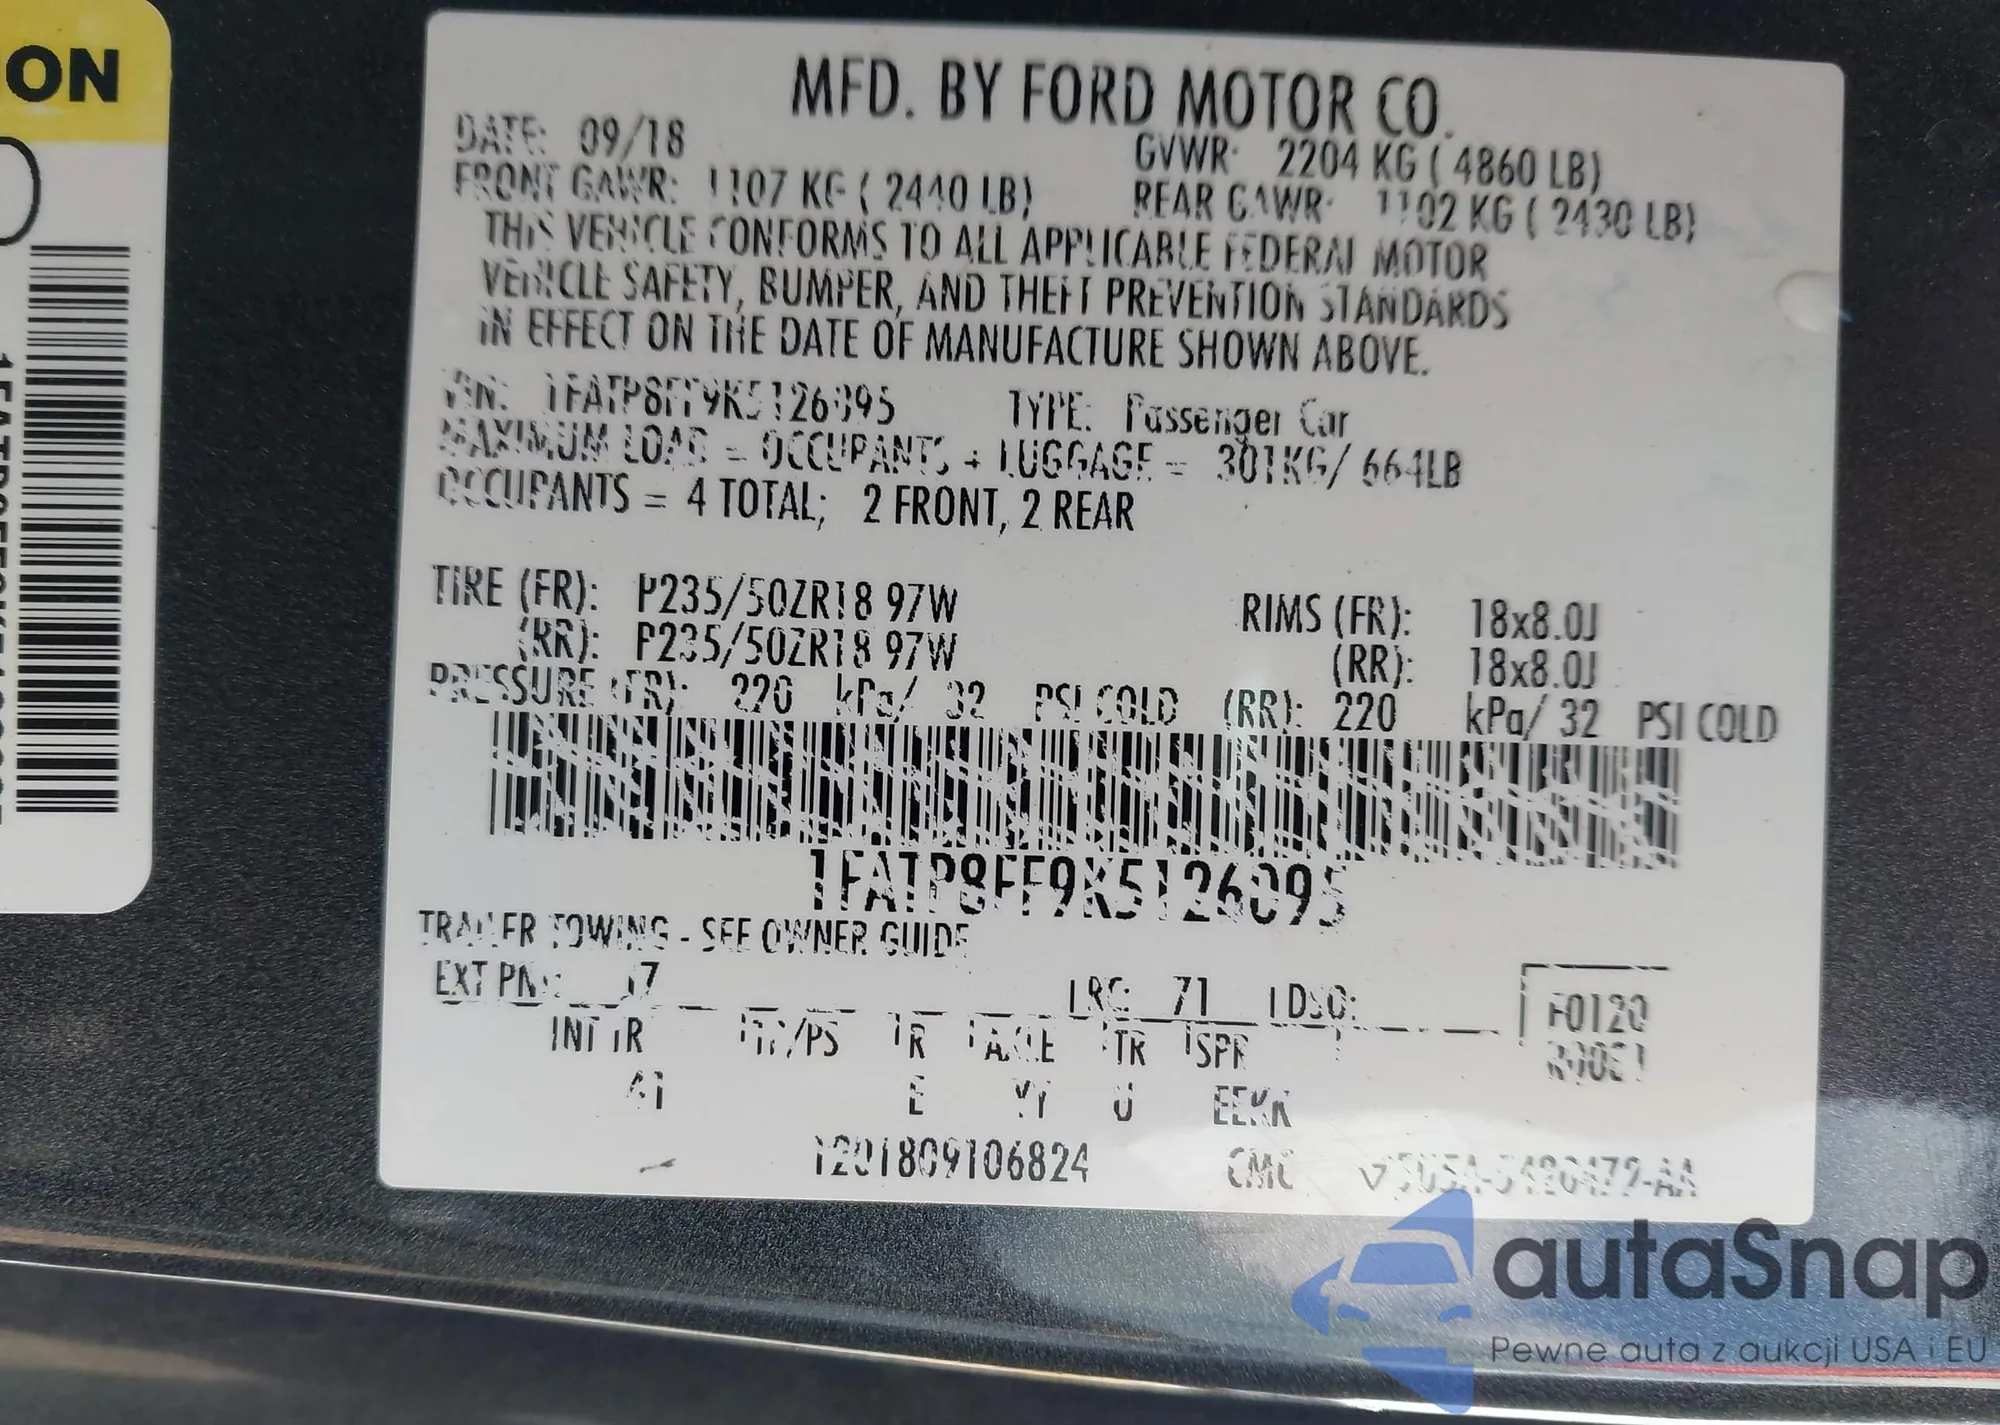 ON
MFD. BY FORD MOTOR CO.
DATE: 09/18 GVWR: 2204 KG ( 4860 LB)
FRONT GAWR: 1107 KG ( 2440 LB) REAR GAWR: 1102 KG ( 2430 LB)
THIS VEHICLE CONFORMS TO ALL APPLICABLE FEDERAL MOTOR
VEHICLE SAFETY, BUMPER, AND THEFT PREVENTION STANDARDS
IN EFFECT ON THE DATE OF MANUFACTURE SHOWN ABOVE.
VIN: 1FATP8FF9K5126095 TYPE: Passenger Car
MAXIMUM LOAD = OCCUPANTS + LUGGAGE = 301KG/ 664LB
OCCUPANTS = 4 TOTAL; 2 FRONT, 2 REAR
TIRE (FR): P235/50ZR18 97W RIMS (FR): 18x8.0J
(RR): P235/50ZR18 97W (RR): 18x8.0J
PRESSURE (FR): 220 kPa/ 32 PSI COLD (RR): 220 kPa/ 32 PSI COLD
1FATP8FF9K5126095
TRAILER TOWING - SEE OWNER GUIDE
EXT PNT: RC: 71 DSO: F0120
INT TR TP/PS R AXLE TR SPR
E U EEKK
1201809106824 CMC
autaSnap
Pewne auta z aukcji USA i EU